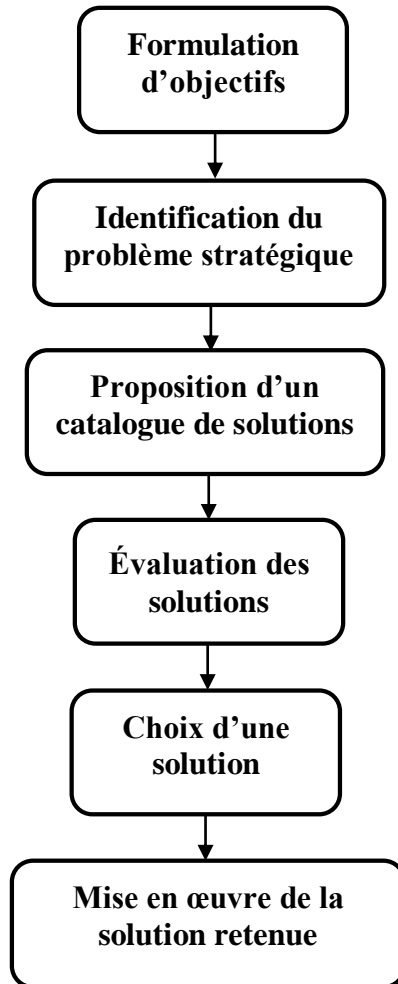 Formulation
d’objectifs
Identification du
problème stratégique
Proposition d’un
catalogue de solutions
Évaluation des
solutions
Choix d’une
solution
Mise en œuvre de la
solution retenue